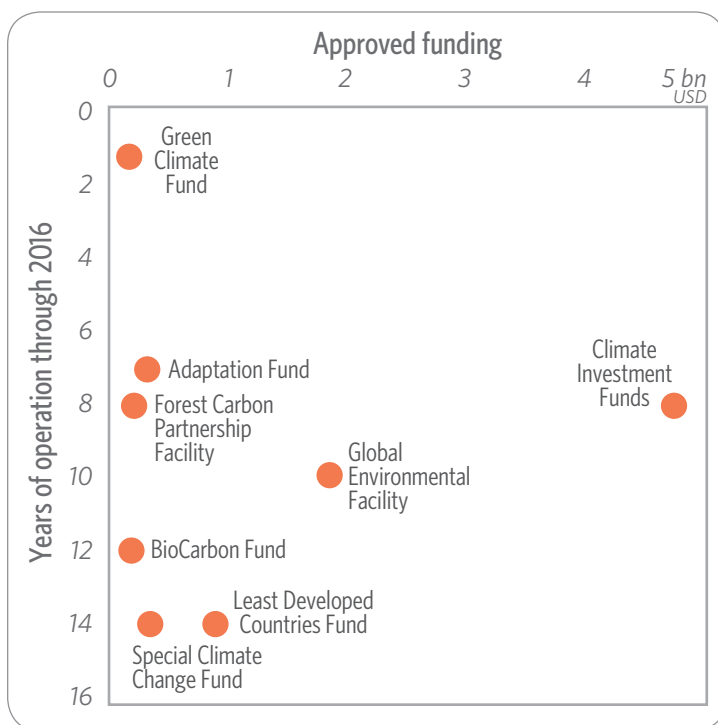 Approved funding
0 1 2 3 4 5 bn
USD
Years of operation through 2016
0
2
4
6
8
10
12
14
16
Green
Climate
Fund
Adaptation Fund
Climate
Investment
Funds
Forest Carbon
Partnership
Facility
Global
Environmental
Facility
BioCarbon Fund
Least Developed
Countries Fund
Special Climate
Change Fund